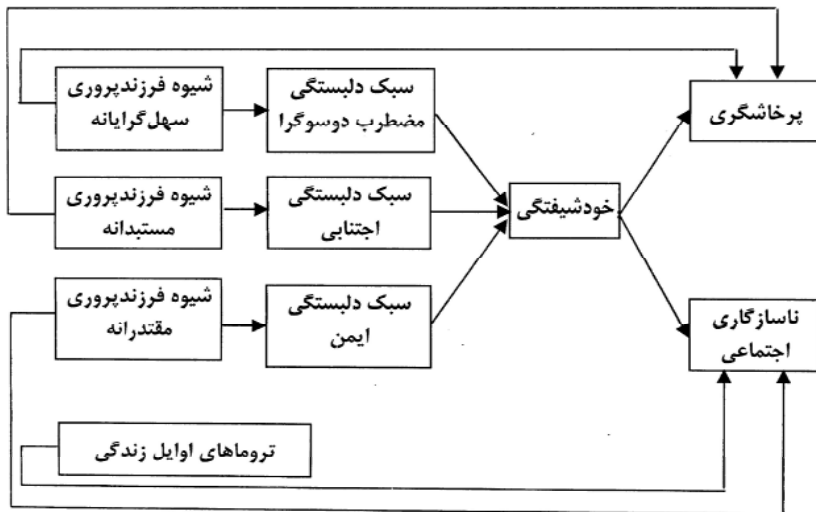 شیوه فرزندپروری
سهل‌گرایانه
سبک دلبستگی
مضطرب دوسوگرا
پرخاشگری
شیوه فرزندپروری
مستبدانه
سبک دلبستگی
اجتنابی
خودشیفتگی
شیوه فرزندپروری
مقتدرانه
سبک دلبستگی
ایمن
ناسازگاری
اجتماعی
تروماهای اوایل زندگی